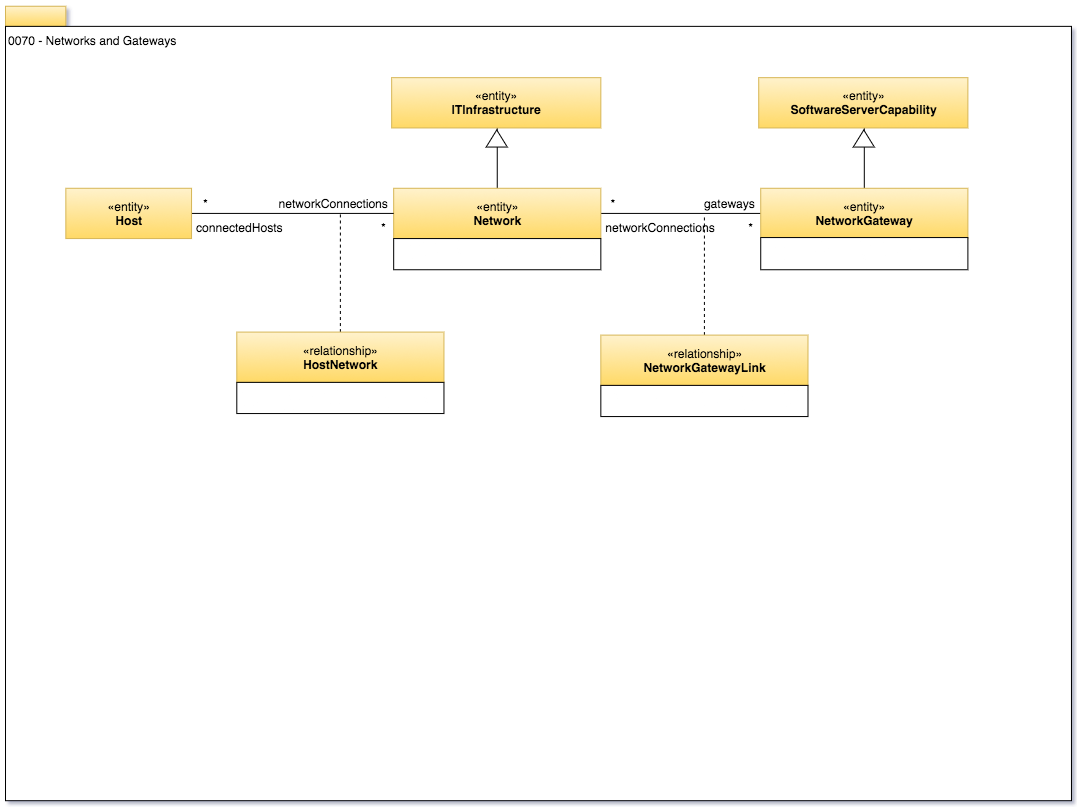 0070 - Networks and Gateways
«entity»
ITInfrastructure
«entity»
SoftwareServerCapability
«entity»
Host
*
networkConnections
connectedHosts
*
«entity»
Network
*
gateways
networkConnections
*
«entity»
NetworkGateway
«relationship»
HostNetwork
«relationship»
NetworkGatewayLink